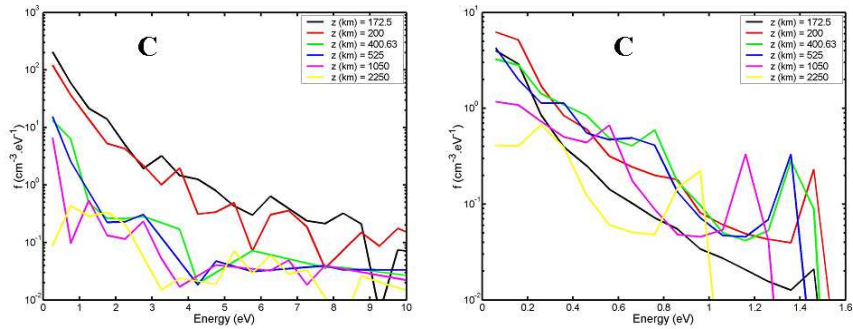 C
z (km) = 172.5
z (km) = 200
z (km) = 400.63
z (km) = 525
z (km) = 1050
z (km) = 2250
f (cm⁻³.eV⁻¹)
10³
10²
10¹
10⁰
10⁻¹
10⁻²
0 1 2 3 4 5 6 7 8 9 10
Energy (eV)
C
z (km) = 172.5
z (km) = 200
z (km) = 400.63
z (km) = 525
z (km) = 1050
z (km) = 2250
f (cm⁻³.eV⁻¹)
10¹
10⁰
10⁻¹
10⁻²
0 0.2 0.4 0.6 0.8 1 1.2 1.4 1.6
Energy (eV)